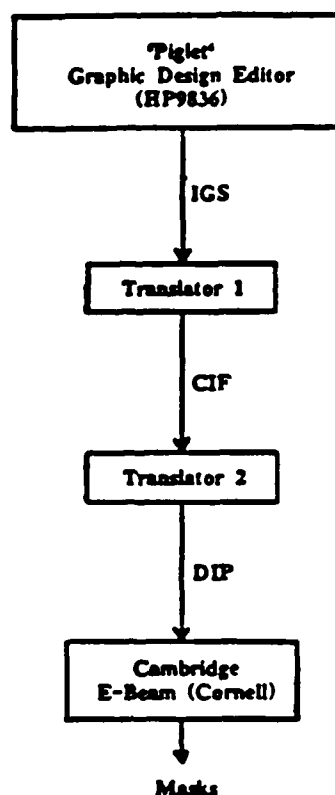 "Piglet"
Graphic Design Editor
(HP9836)
IGS
Translator 1
CIF
Translator 2
DIP
Cambridge
E-Beam (Cornell)
Masks